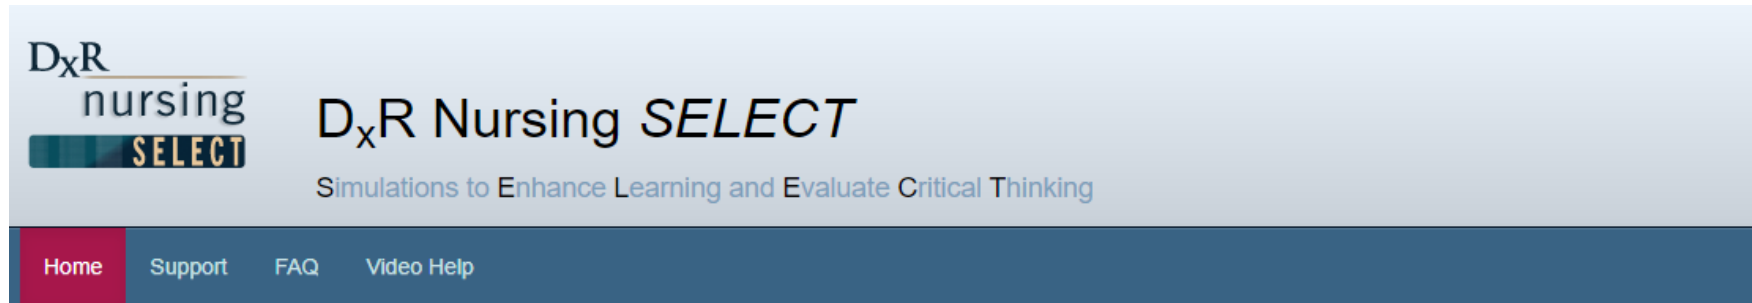 DxR
nursing
SELECT
DxR Nursing SELECT
Simulations to Enhance Learning and Evaluate Critical Thinking
Home Support FAQ Video Help